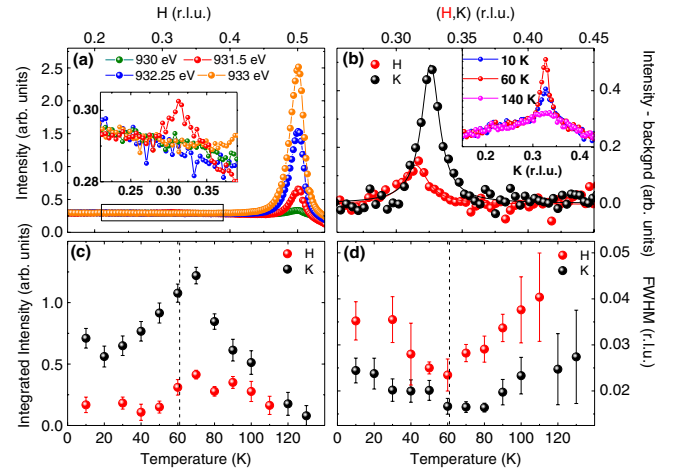 H (r.l.u.)
(H,K) (r.l.u.)
0.2 0.3 0.4 0.5
0.30 0.35 0.40 0.45
(a)
930 eV 931.5 eV
932.25 eV 933 eV
2.5
2.0
1.5
1.0
0.5
0.0
Intensity (arb. units)
0.30
0.28
0.25 0.30 0.35
(b)
H
K
10 K
60 K
140 K
0.2 0.3 0.4
K (r.l.u.)
0.4
0.2
0.0
Intensity - backgnd (arb. units)
(c)
H
K
1.0
0.5
0.0
Integrated Intensity (arb. units)
(d)
H
K
0.05
0.04
0.03
0.02
FWHM (r.l.u.)
0 20 40 60 80 100 120
0 20 40 60 80 100 120 140
Temperature (K)
Temperature (K)